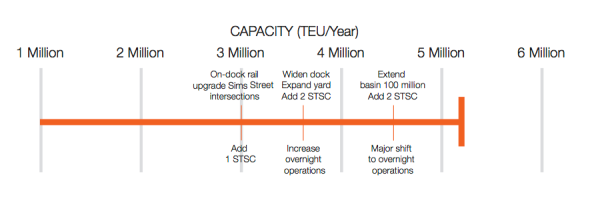 CAPACITY (TEU/Year)
1 Million 2 Million 3 Million 4 Million 5 Million 6 Million
On-dock rail
upgrade Sims Street
intersections
Widen dock
Expand yard
Add 2 STSC
Extend
basin 100 million
Add 2 STSC
Add
1 STSC
Increase
overnight
operations
Major shift
to overnight
operations